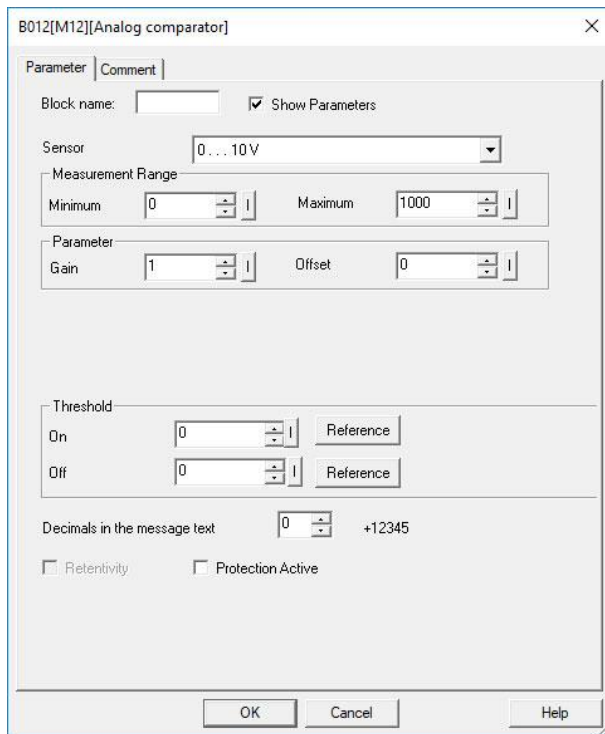 B012[M12][Analog comparator]
Parameter Comment
Block name: Show Parameters
Sensor 0 . . . 10 V
Measurement Range
Minimum 0 Maximum 1000
Parameter
Gain 1 Offset 0
Threshold
On 0 Reference
Off 0 Reference
Decimals in the message text 0 +12345
Retentivity Protection Active
OK Cancel Help